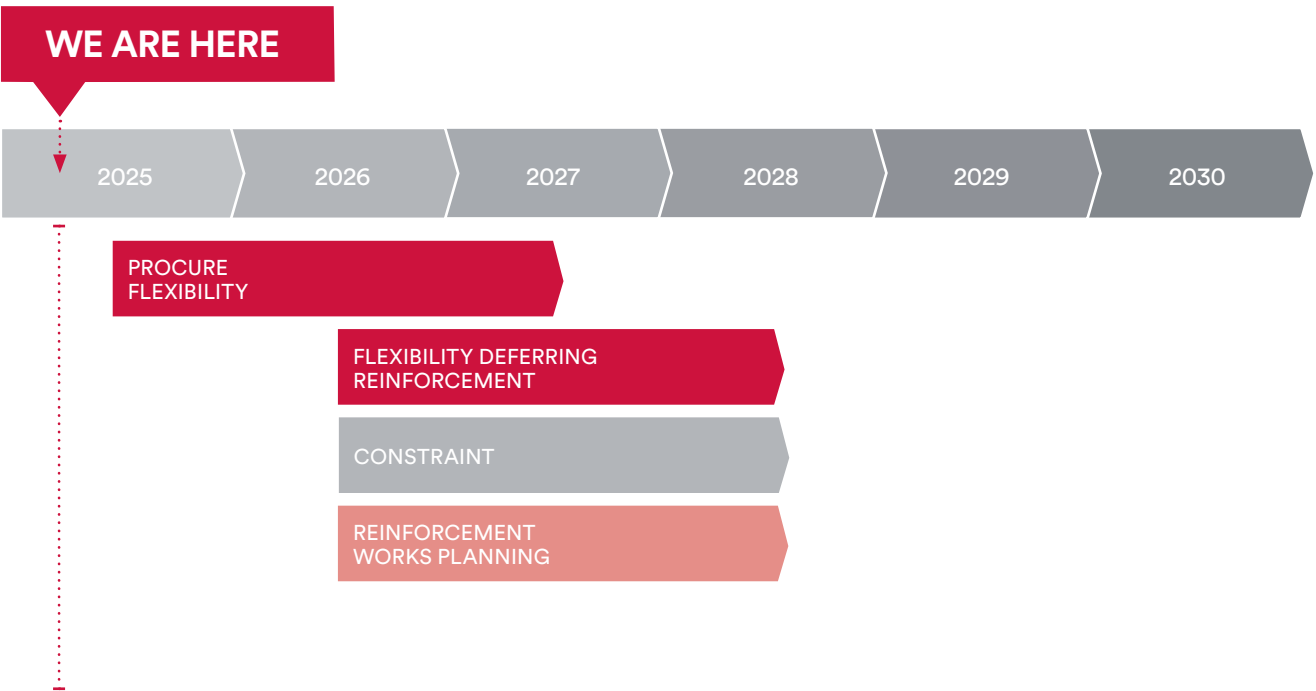 WE ARE HERE
2025
2026
2027
2028
2029
2030
PROCURE
FLEXIBILITY
FLEXIBILITY DEFERRING
REINFORCEMENT
CONSTRAINT
REINFORCEMENT
WORKS PLANNING